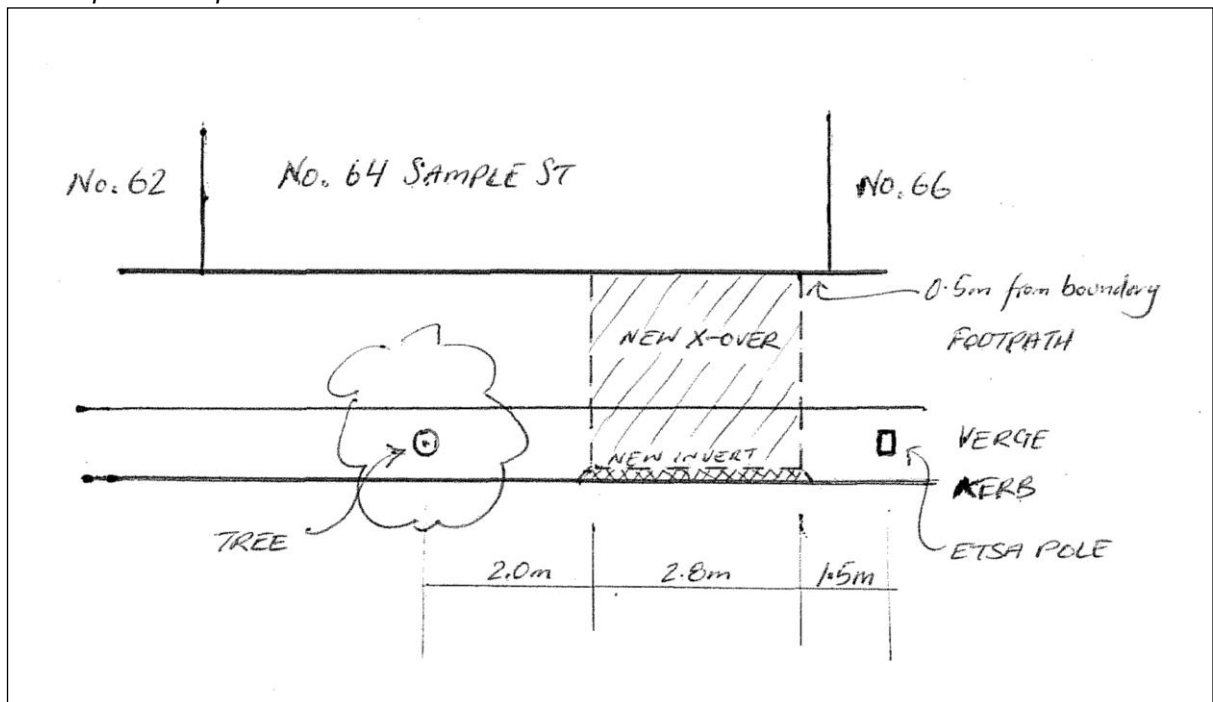 No. 62
No. 64 SAMPLE ST
No. 66
0.5m from boundary
NEW X-OVER
FOOTPATH
VERGE
NEW INVERT
KERB
TREE
ETSA POLE
2.0m
2.8m
1.5m